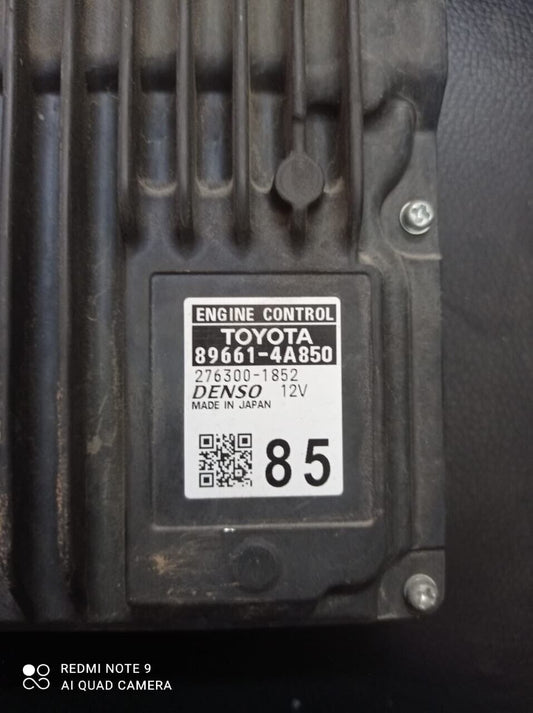 ENGINE CONTROL
TOYOTA
89661-4A850
276300-1852
DENSO 12V
MADE IN JAPAN
85
REDMI NOTE 9
AI QUAD CAMERA